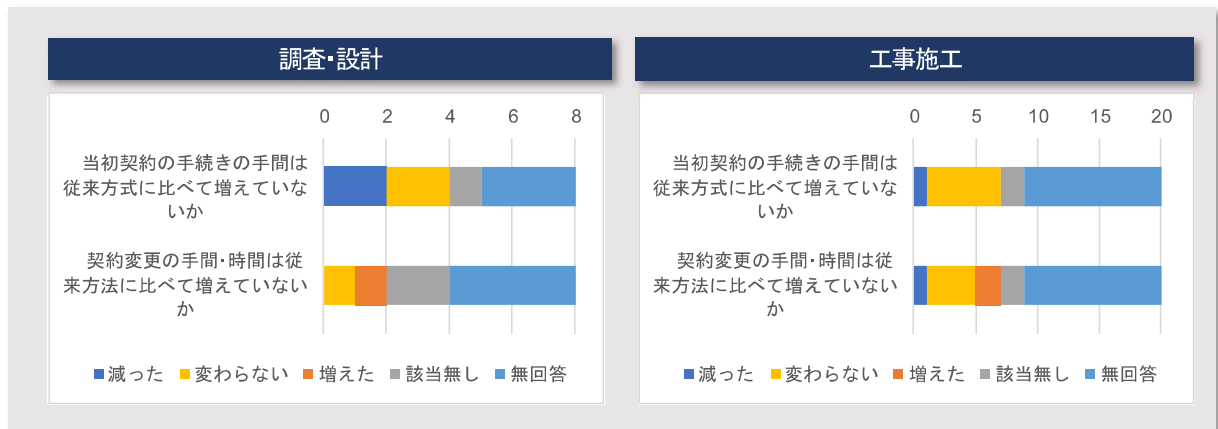 調査・設計
0 2 4 6 8
当初契約の手続きの手間は
従来方式に比べて増えていな
いか
契約変更の手間・時間は従
来方法に比べて増えていない
か
減った 変わらない 増えた 該当無し 無回答
工事施工
0 5 10 15 20
当初契約の手続きの手間は
従来方式に比べて増えていな
いか
契約変更の手間・時間は従
来方法に比べて増えていない
か
減った 変わらない 増えた 該当無し 無回答